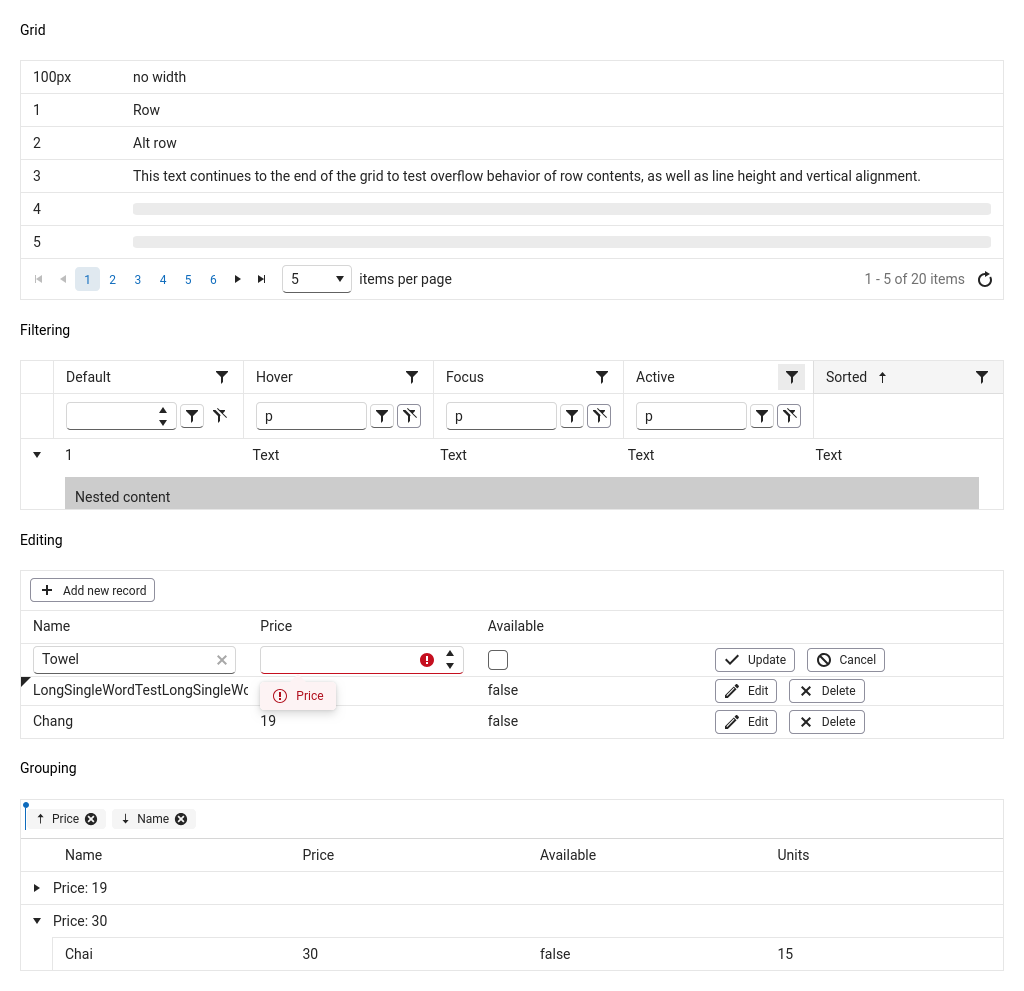 Grid
100px no width
1 Row
2 Alt row
3 This text continues to the end of the grid to test overflow behavior of row contents, as well as line height and vertical alignment.
4
5
1 2 3 4 5 6 5 items per page 1 - 5 of 20 items
Filtering
Default Hover Focus Active Sorted
p p p
1 Text Text Text Text
Nested content
Editing
Add new record
Name Price Available
Towel Update Cancel
LongSingleWordTestLongSingleWo false Edit Delete
Price
Chang 19 false Edit Delete
Grouping
Price Name
Name Price Available Units
Price: 19
Price: 30
Chai 30 false 15